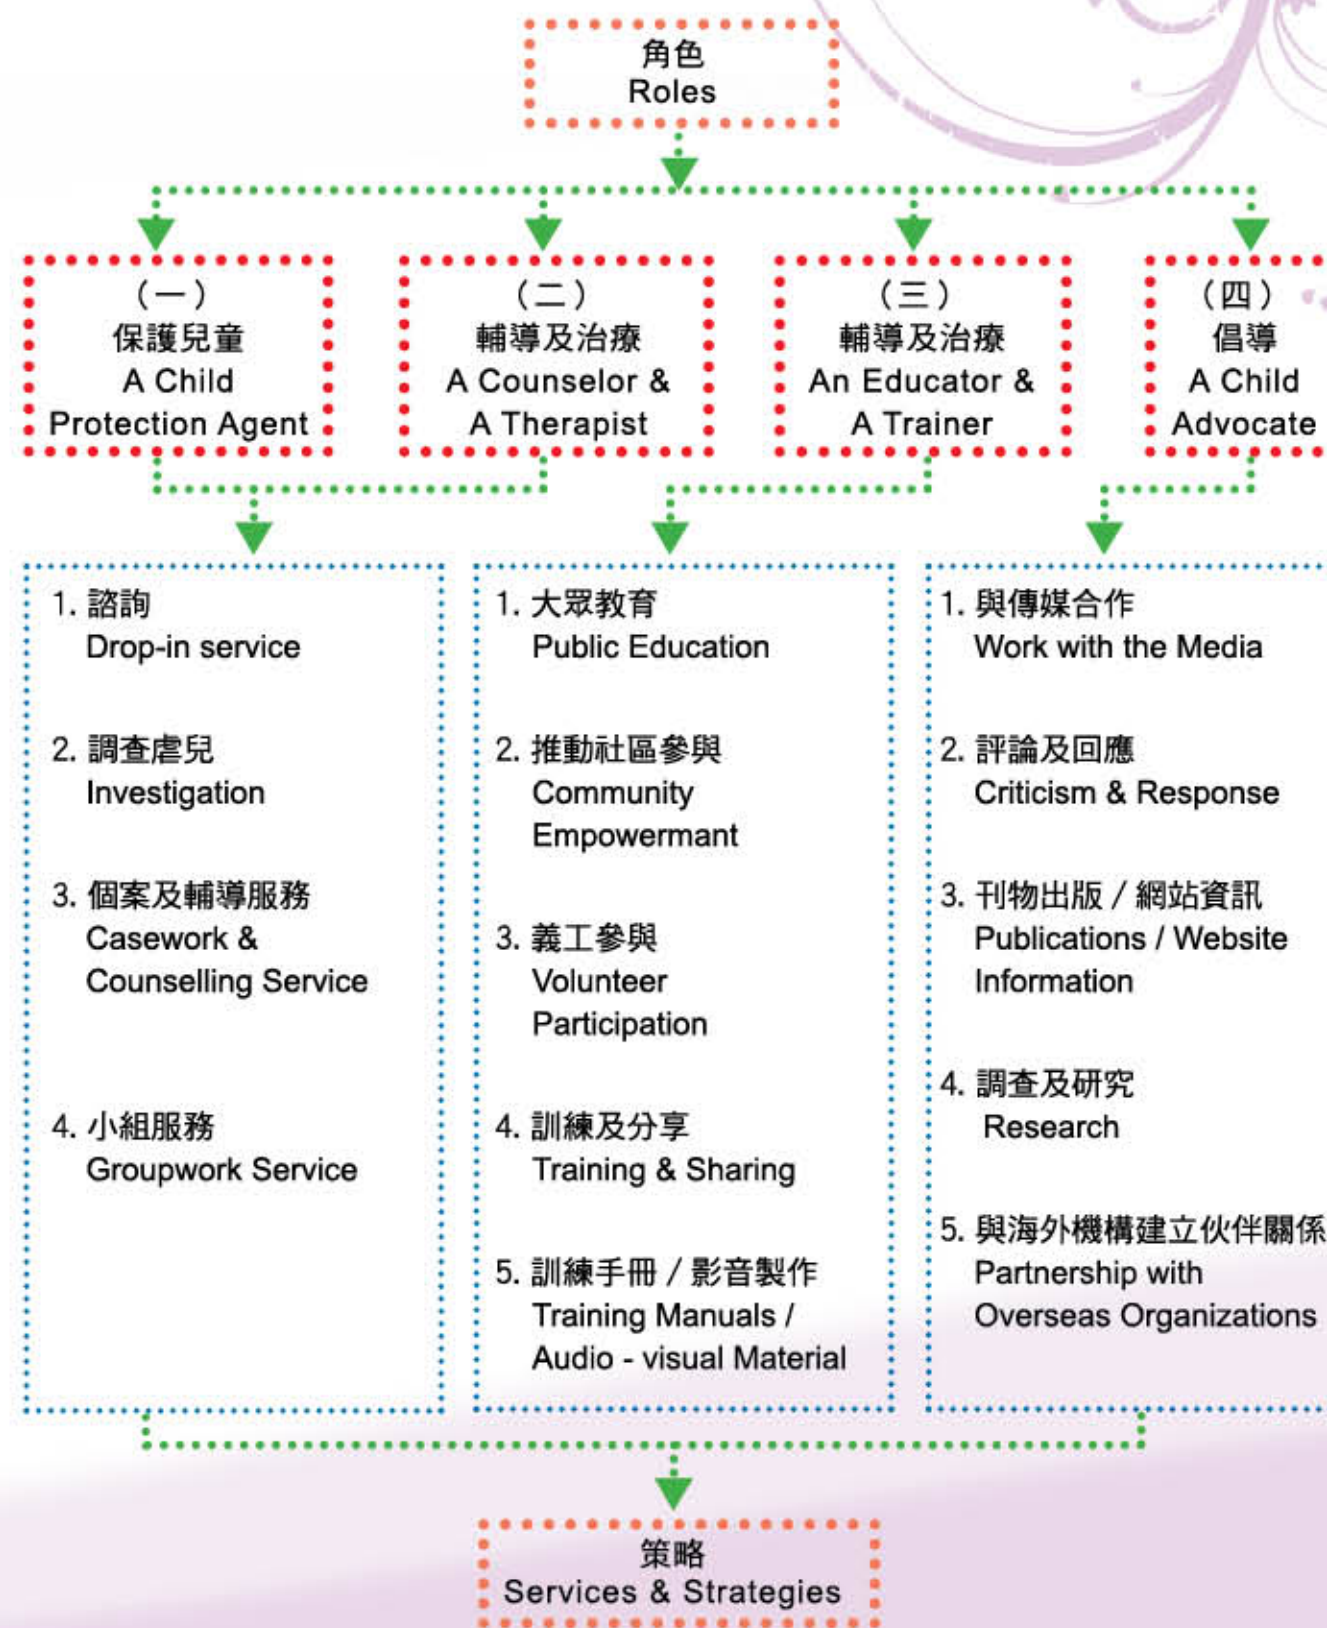 角色
Roles
（一）
保護兒童
A Child
Protection Agent
（二）
輔導及治療
A Counselor &
A Therapist
（三）
輔導及治療
An Educator &
A Trainer
（四）
倡導
A Child
Advocate
1. 諮詢
Drop-in service
2. 調查虐兒
Investigation
3. 個案及輔導服務
Casework &
Counselling Service
4. 小組服務
Groupwork Service
1. 大眾教育
Public Education
2. 推動社區參與
Community
Empowermant
3. 義工參與
Volunteer
Participation
4. 訓練及分享
Training & Sharing
5. 訓練手冊 / 影音製作
Training Manuals /
Audio - visual Material
1. 與傳媒合作
Work with the Media
2. 評論及回應
Criticism & Response
3. 刊物出版 / 網站資訊
Publications / Website
Information
4. 調查及研究
Research
5. 與海外機構建立伙伴關係
Partnership with
Overseas Organizations
策略
Services & Strategies